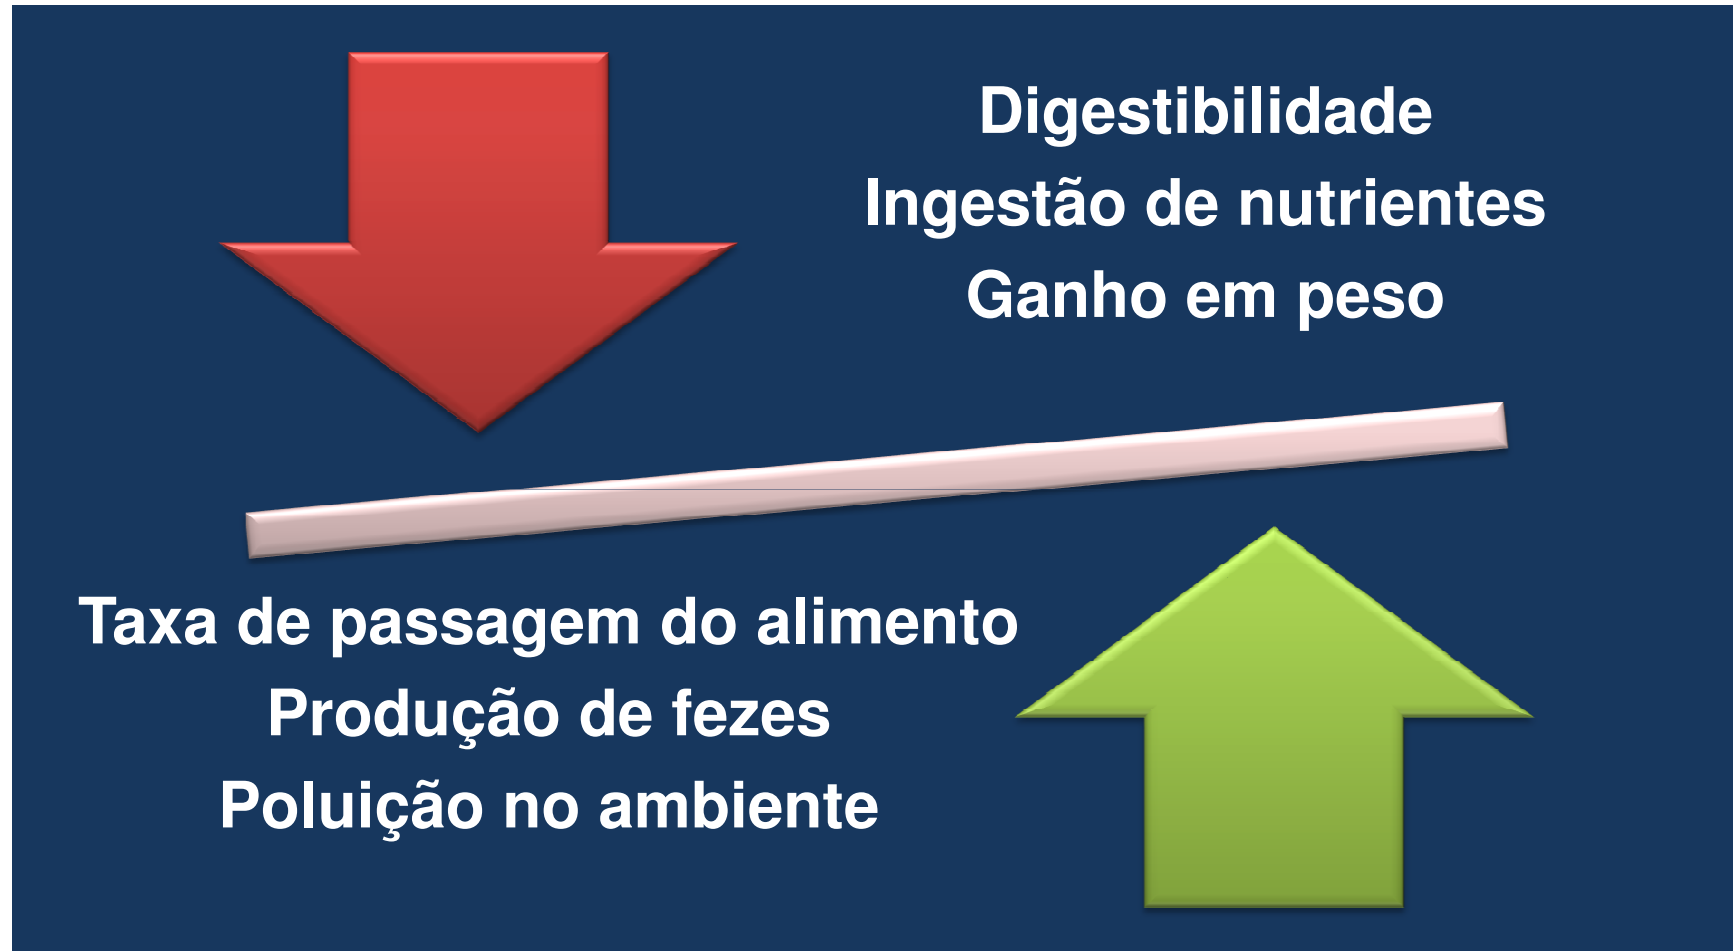 Digestibilidade
Ingestão de nutrientes
Ganho em peso
Taxa de passagem do alimento
Produção de fezes
Poluição no ambiente